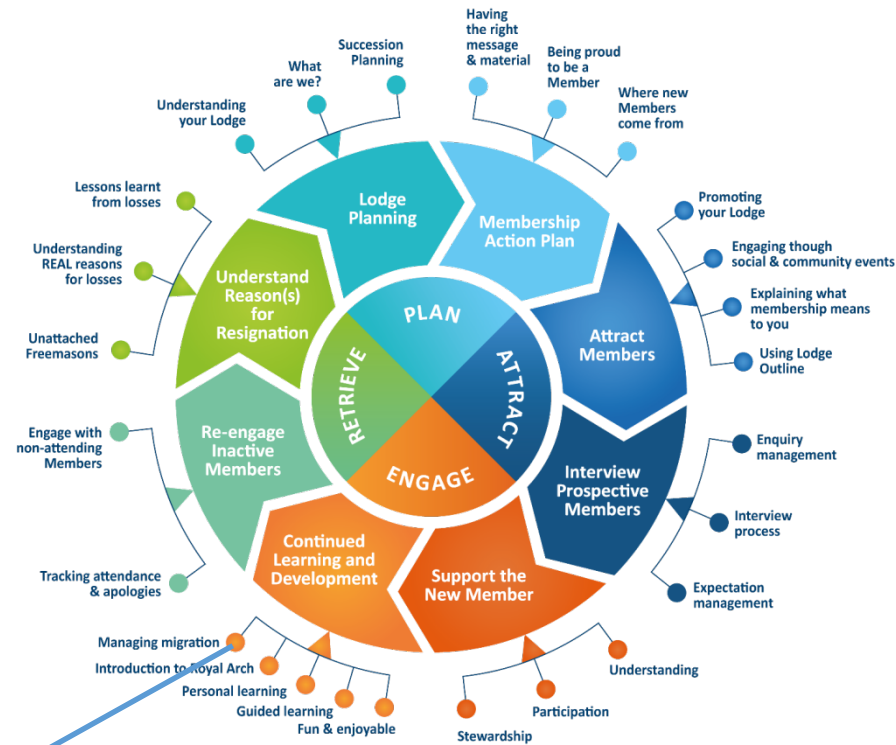 Having
the right
message
& material
Being proud
to be a
Member
Where new
Members
come from
Succession
Planning
What
are we?
Understanding
your Lodge
Lodge
Planning
Membership
Action Plan
Promoting
your Lodge
Engaging though
social & community events
Explaining what
membership means
to you
Using Lodge
Outline
Attract
Members
Lessons learnt
from losses
Understanding
REAL reasons
for losses
Unattached
Freemasons
Understand
Reason(s)
for
Resignation
PLAN
ATTRACT
ENGAGE
RETRIEVE
Engage with
non-attending
Members
Tracking attendance
& apologies
Re-engage
Inactive
Members
Interview
Prospective
Members
Enquiry
management
Interview
process
Expectation
management
Continued
Learning and
Development
Support the
New Member
Managing migration
Introduction to Royal Arch
Personal learning
Guided learning
Fun & enjoyable
Understanding
Participation
Stewardship